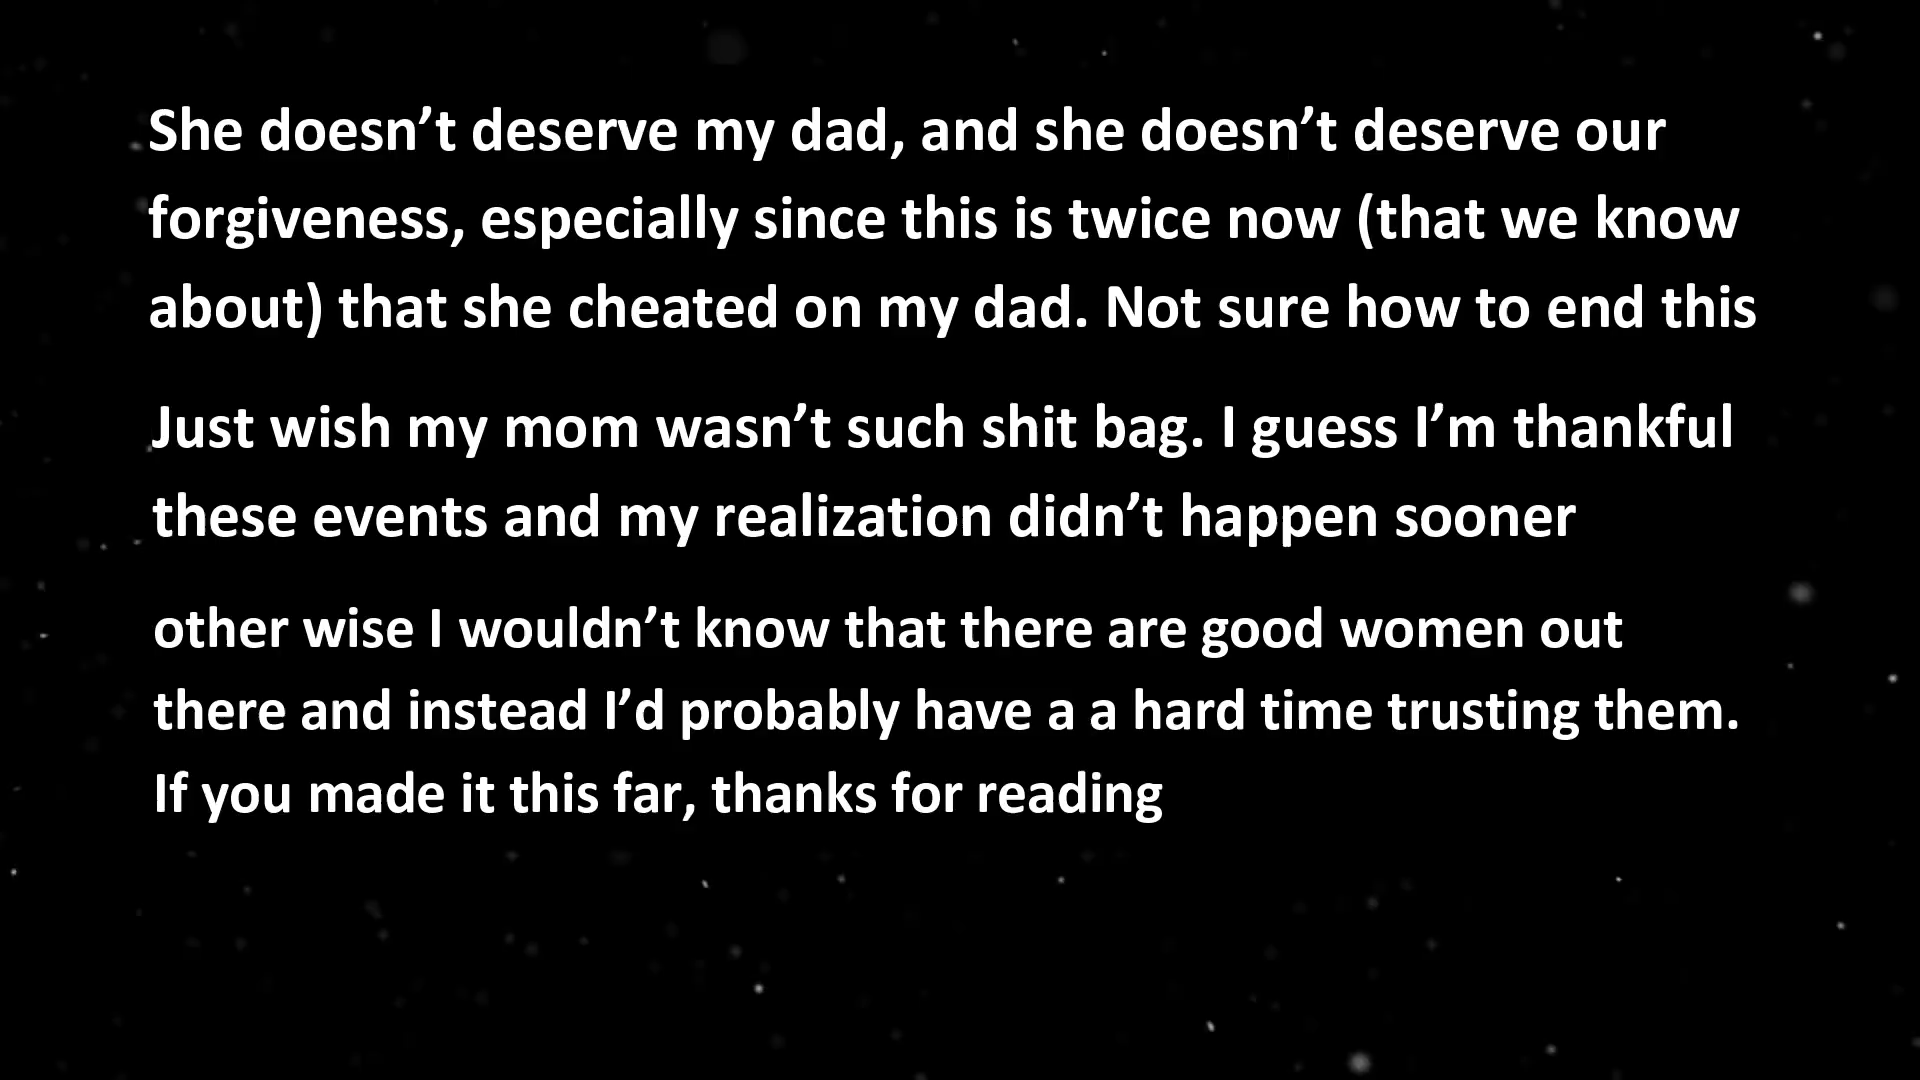 She doesn’t deserve my dad, and she doesn’t deserve our
forgiveness, especially since this is twice now (that we know
about) that she cheated on my dad. Not sure how to end this
Just wish my mom wasn’t such shit bag. I guess I’m thankful
these events and my realization didn’t happen sooner
other wise I wouldn’t know that there are good women out
there and instead I’d probably have a a hard time trusting them.
If you made it this far, thanks for reading